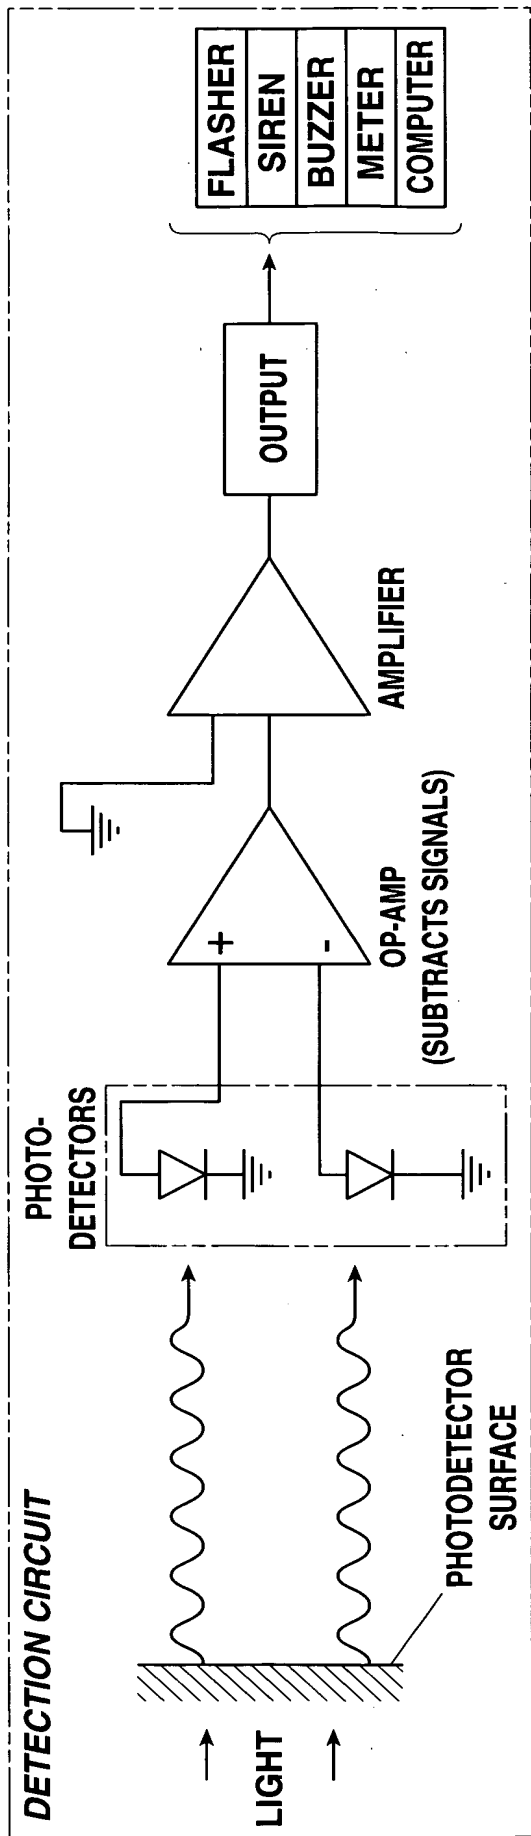 DETECTION CIRCUIT
LIGHT
PHOTODETECTOR
SURFACE
PHOTO-
DETECTORS
+
-
OP-AMP
(SUBTRACTS SIGNALS)
AMPLIFIER
OUTPUT
FLASHER
SIREN
BUZZER
METER
COMPUTER